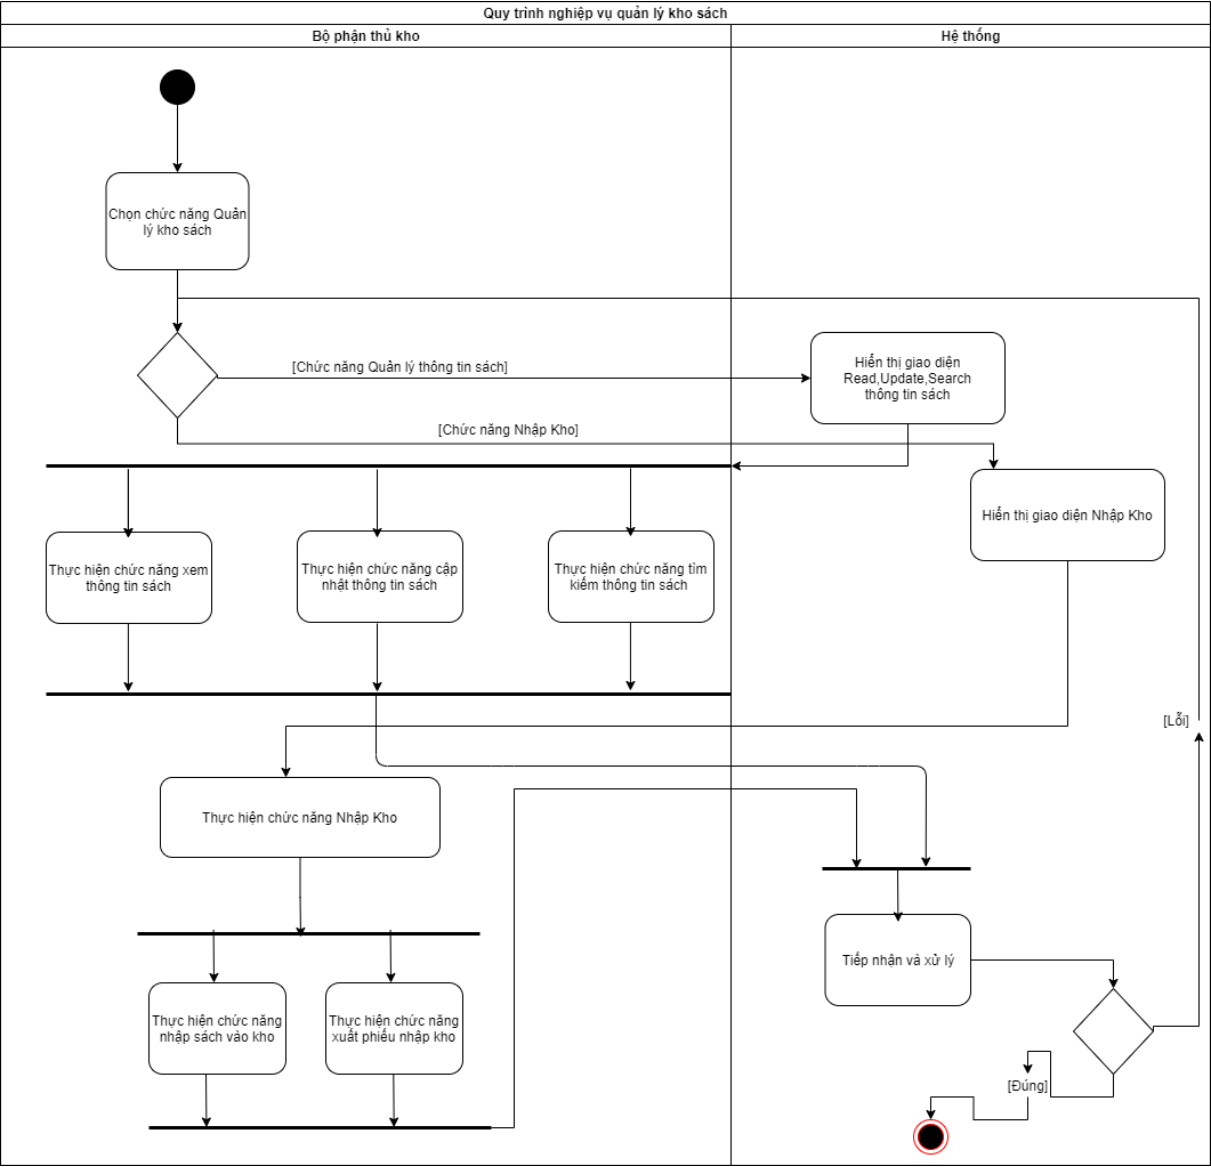 Quy trình nghiệp vụ quản lý kho sách
Bộ phận thủ kho
Hệ thống
Chọn chức năng Quản
lý kho sách
[Chức năng Quản lý thông tin sách]
Hiển thị giao diện
Read,Update,Search
thông tin sách
[Chức năng Nhập Kho]
Hiển thị giao diện Nhập Kho
Thực hiện chức năng xem
thông tin sách
Thực hiện chức năng cập
nhật thông tin sách
Thực hiện chức năng tìm
kiếm thông tin sách
[Lỗi]
Thực hiện chức năng Nhập Kho
Tiếp nhận và xử lý
Thực hiện chức năng
nhập sách vào kho
Thực hiện chức năng
xuất phiếu nhập kho
[Đúng]